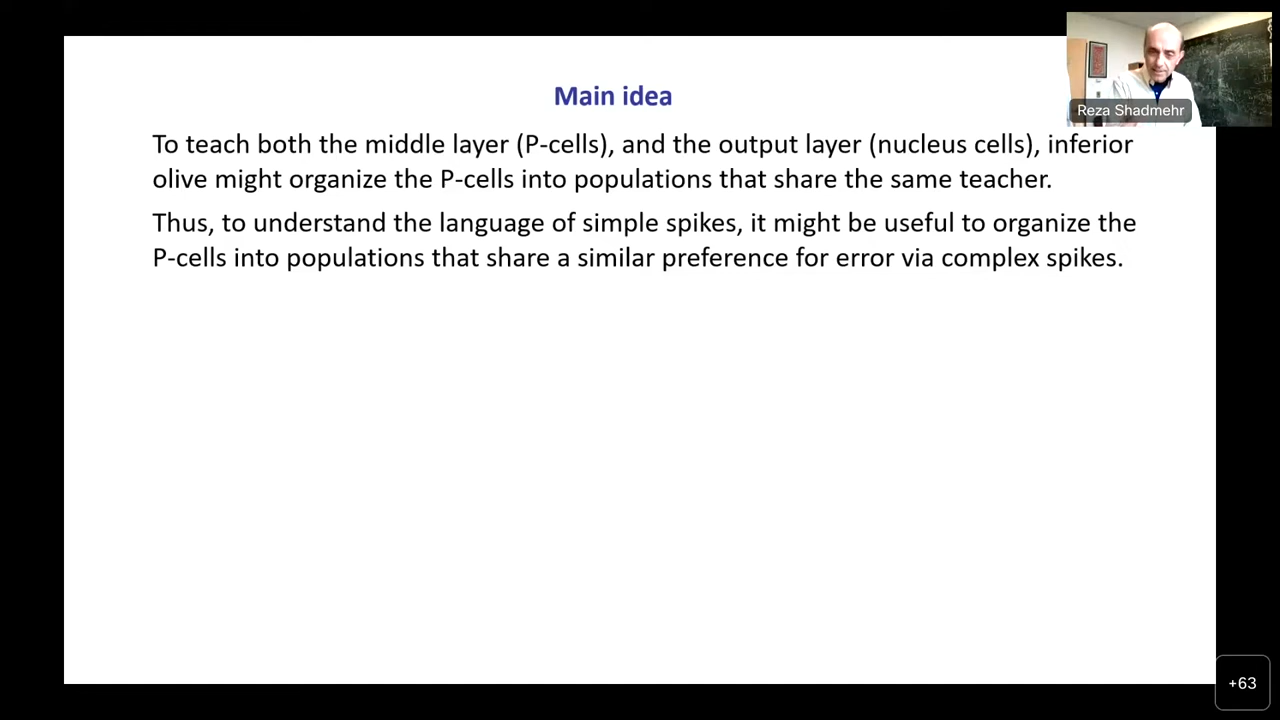 Main idea
Reza Shadmehr
To teach both the middle layer (P-cells), and the output layer (nucleus cells), inferior
olive might organize the P-cells into populations that share the same teacher.
Thus, to understand the language of simple spikes, it might be useful to organize the
P-cells into populations that share a similar preference for error via complex spikes.
+63